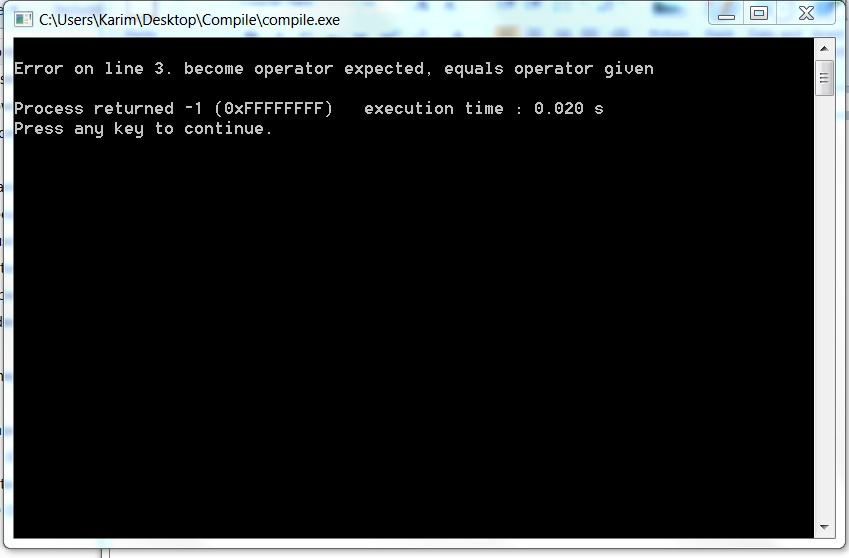 C:\Users\Karim\Desktop\Compile\compile.exe
Error on line 3. become operator expected, equals operator given
Process returned -1 (0xFFFFFFFF)   execution time : 0.020 s
Press any key to continue.